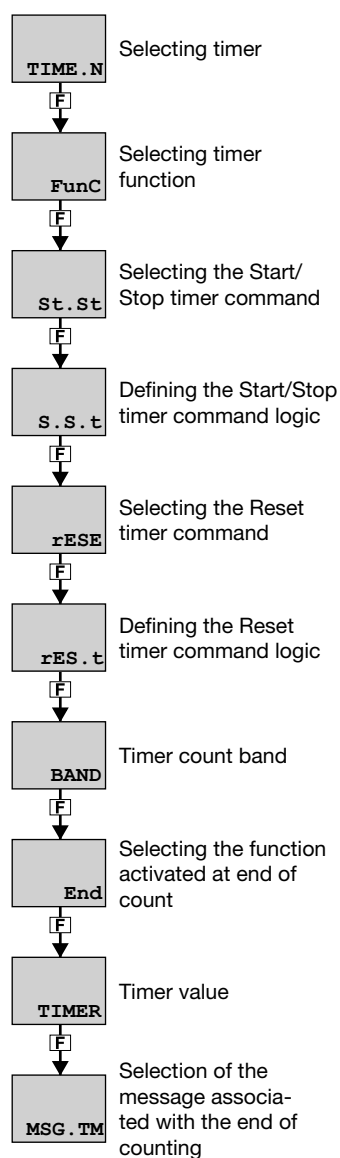 TIME.N
Selecting timer
F
FunC
Selecting timer
function
F
St.St
Selecting the Start/
Stop timer command
F
S.S.t
Defining the Start/Stop
timer command logic
F
rESE
Selecting the Reset
timer command
F
rES.t
Defining the Reset
timer command logic
F
BAND
Timer count band
F
End
Selecting the function
activated at end of
count
F
TIMER
Timer value
F
MSG.TM
Selection of the
message associa-
ted with the end of
counting